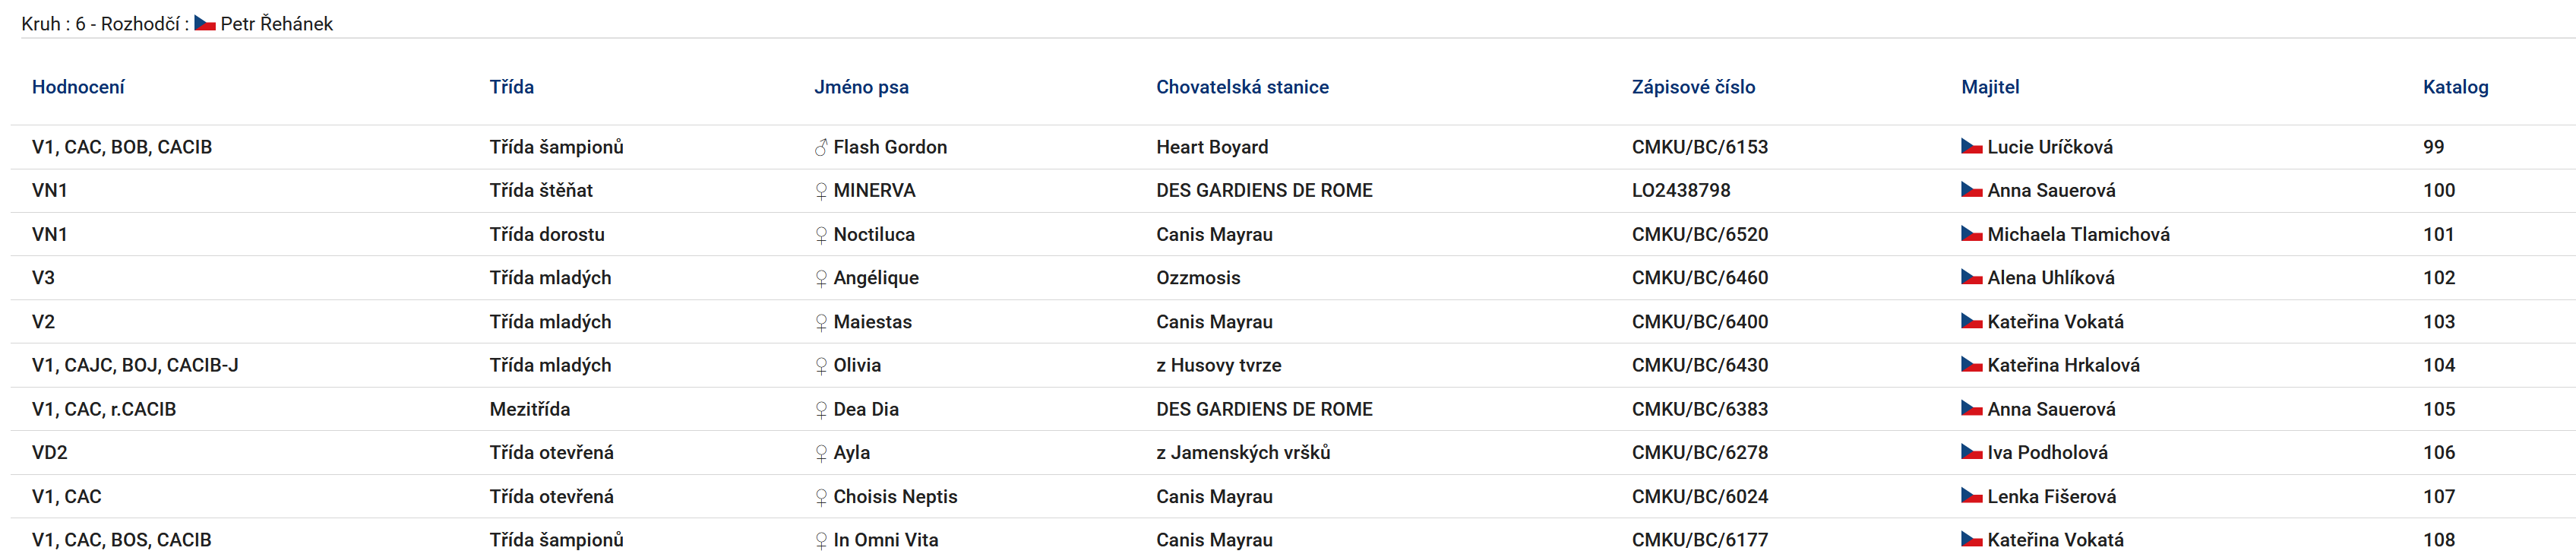 Kruh : 6 - Rozhodčí : Petr Řehánek
Hodnocení Třída Jméno psa Chovatelská stanice Zápisové číslo Majitel Katalog
V1, CAC, BOB, CACIB Třída šampionů ♂ Flash Gordon Heart Boyard CMKU/BC/6153 Lucie Uríčková 99
VN1 Třída štěňat ♀ MINERVA DES GARDIENS DE ROME LO2438798 Anna Sauerová 100
VN1 Třída dorostu ♀ Noctiluca Canis Mayrau CMKU/BC/6520 Michaela Tlamichová 101
V3 Třída mladých ♀ Angélique Ozzmosis CMKU/BC/6460 Alena Uhlíková 102
V2 Třída mladých ♀ Maiestas Canis Mayrau CMKU/BC/6400 Kateřina Vokatá 103
V1, CAJC, BOJ, CACIB-J Třída mladých ♀ Olivia z Husovy tvrze CMKU/BC/6430 Kateřina Hrkalová 104
V1, CAC, r.CACIB Mezitřída ♀ Dea Dia DES GARDIENS DE ROME CMKU/BC/6383 Anna Sauerová 105
VD2 Třída otevřená ♀ Ayla z Jamenských vršků CMKU/BC/6278 Iva Podholová 106
V1, CAC Třída otevřená ♀ Choisis Neptis Canis Mayrau CMKU/BC/6024 Lenka Fišerová 107
V1, CAC, BOS, CACIB Třída šampionů ♀ In Omni Vita Canis Mayrau CMKU/BC/6177 Kateřina Vokatá 108